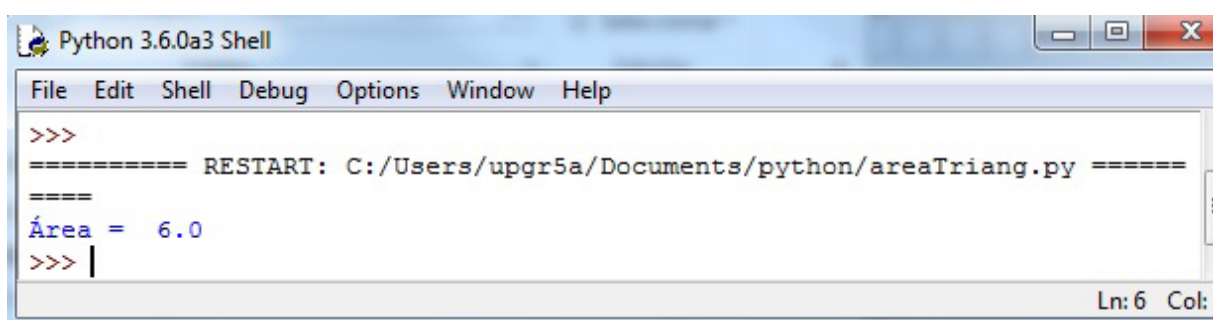 Python 3.6.0a3 Shell
File Edit Shell Debug Options Window Help
>>>
========== RESTART: C:/Users/upgr5a/Documents/python/areaTriang.py ======
====
Área =  6.0
>>>
Ln: 6 Col: